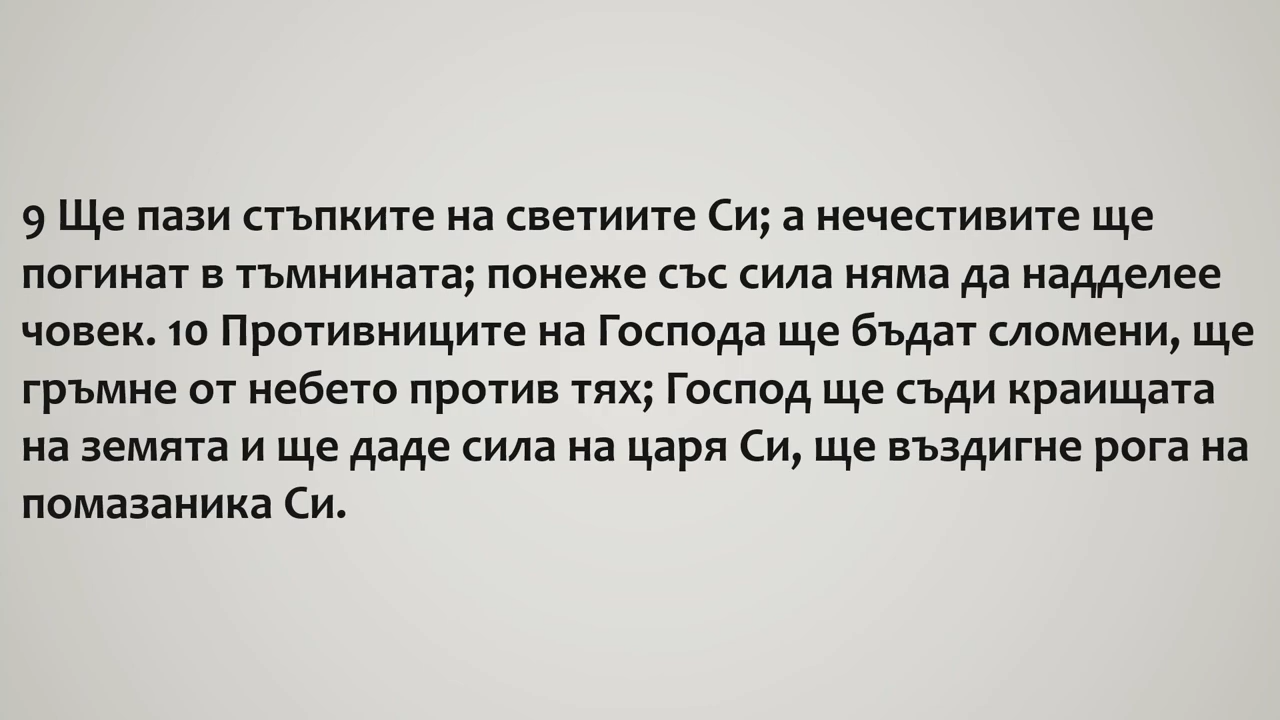 9 Ще пази стъпките на светиите Си; а нечестивите ще
погинат в тъмнината; понеже със сила няма да надделее
човек. 10 Противниците на Господа ще бъдат сломени, ще
гръмне от небето против тях; Господ ще съди краищата
на земята и ще даде сила на царя Си, ще въздигне рога на
помазаника Си.